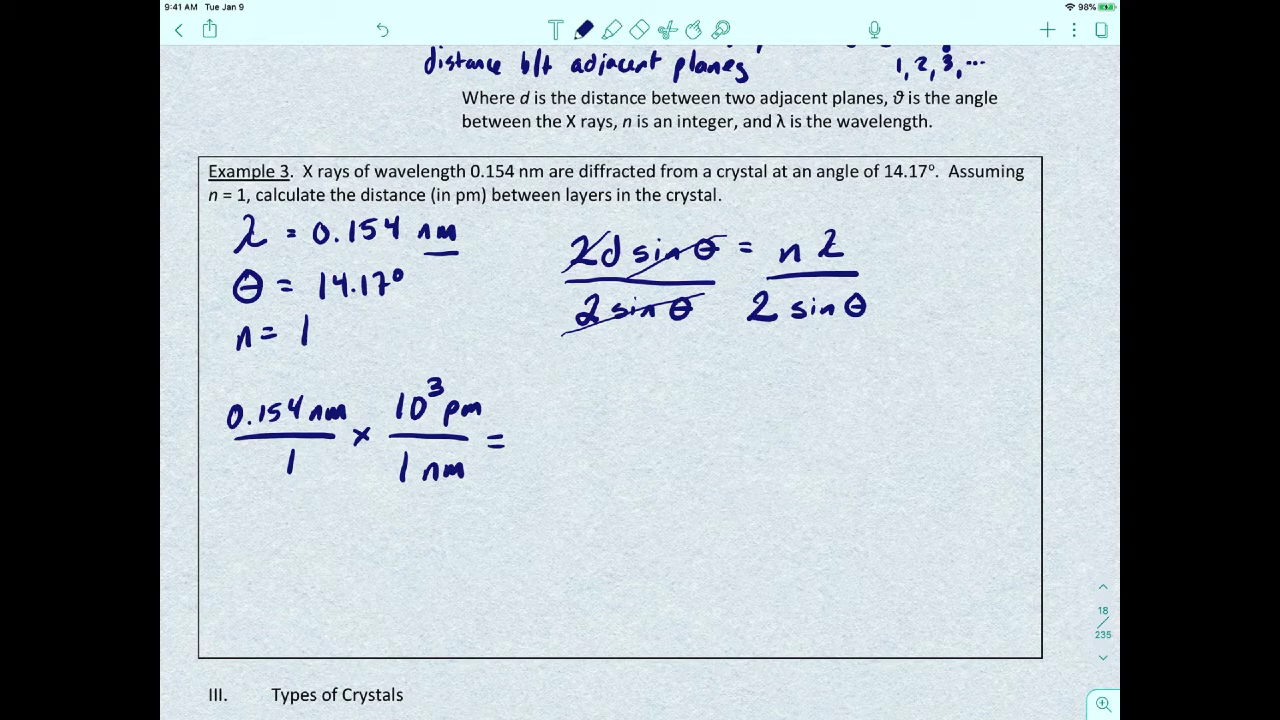 9:41 AM Tue Jan 9
98%
distance b/t adjacent planes
1, 2, 3, ...
Where d is the distance between two adjacent planes, ϑ is the angle
between the X rays, n is an integer, and λ is the wavelength.
Example 3. X rays of wavelength 0.154 nm are diffracted from a crystal at an angle of 14.17°. Assuming
n = 1, calculate the distance (in pm) between layers in the crystal.
λ = 0.154 nm
θ = 14.17°
n = 1
2d sin θ = n λ
2 sin θ 2 sin θ
0.154 nm × 10³ pm =
1 1 nm
18
/
235
III. Types of Crystals